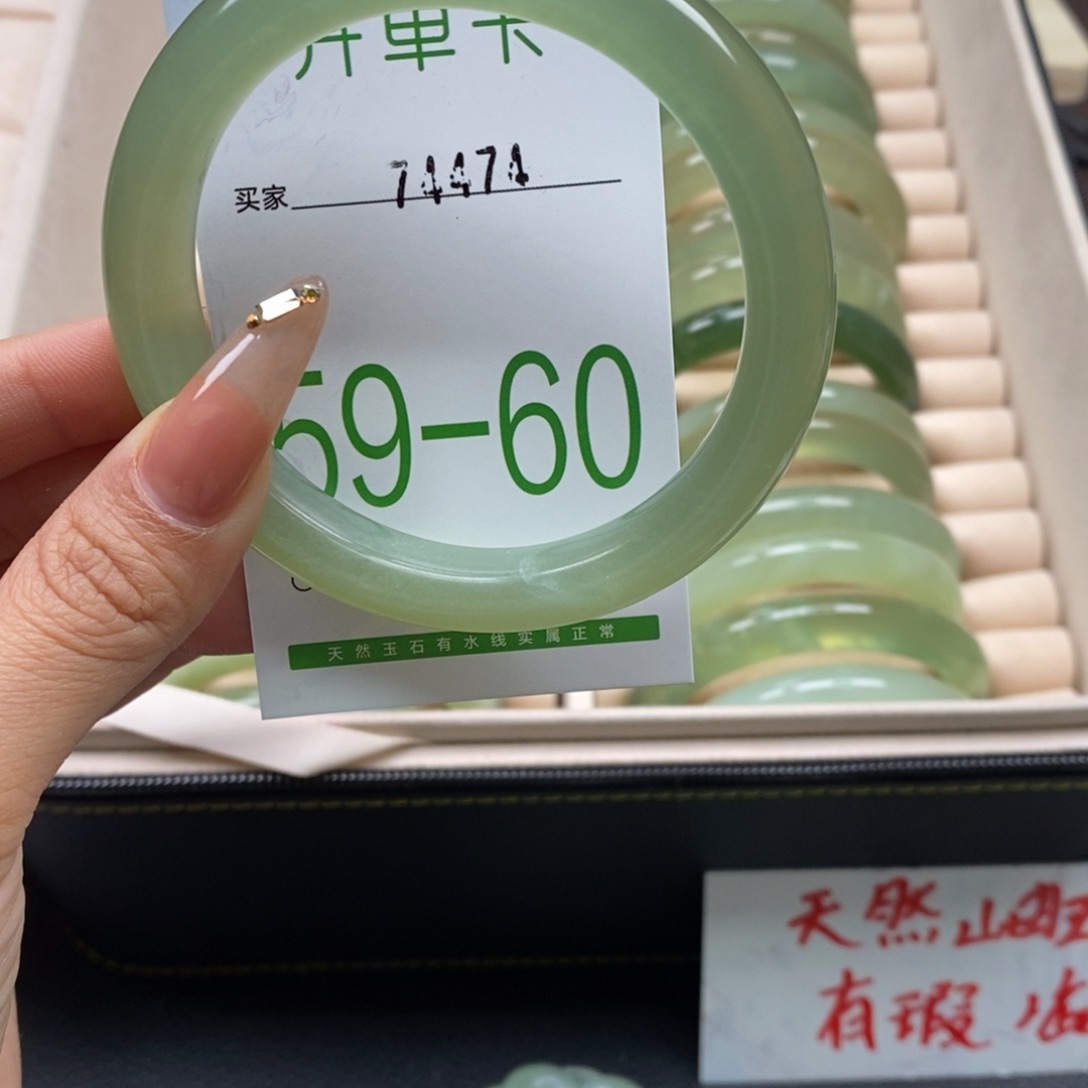 开单卡
买家 74474
59-60
天然玉石有水线实属正常
天然山
有瑕